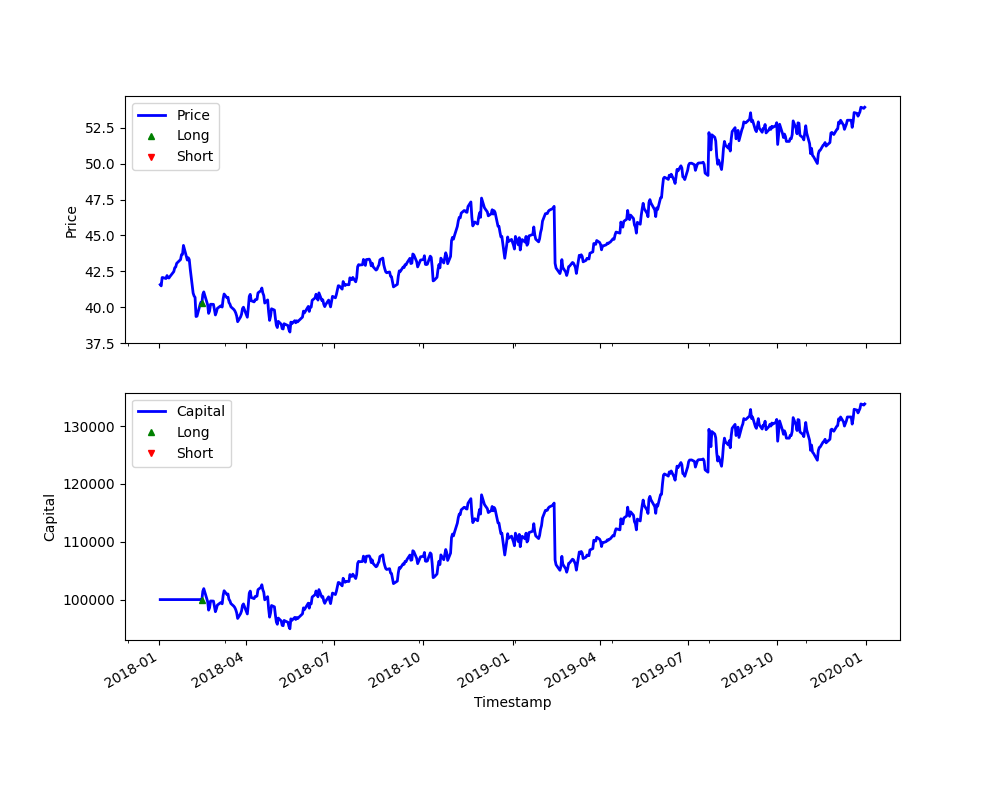 Price
Long
Short
52.5
50.0
47.5
45.0
42.5
40.0
37.5
Price
Capital
Long
Short
130000
120000
110000
100000
Capital
2018-01
2018-04
2018-07
2018-10
2019-01
2019-04
2019-07
2019-10
2020-01
Timestamp